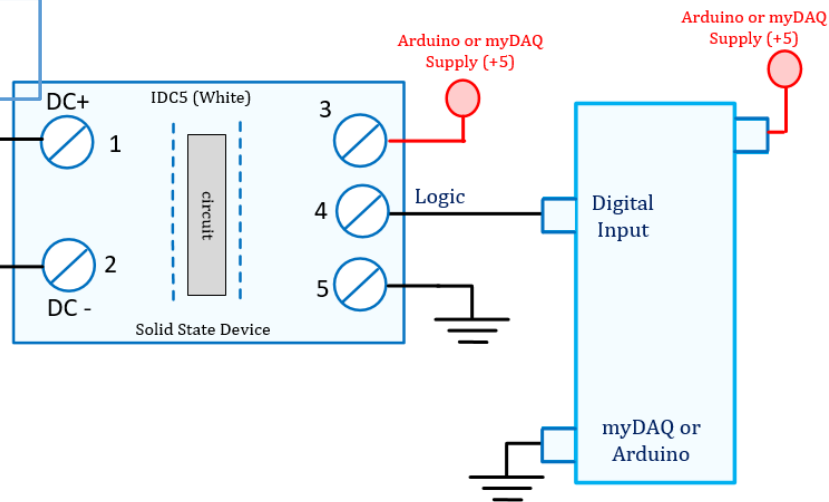 Arduino or myDAQ
Supply (+5)
Arduino or myDAQ
Supply (+5)
DC+
IDC5 (White)
3
1
circuit
4
Logic
Digital
Input
2
5
DC -
Solid State Device
myDAQ or
Arduino